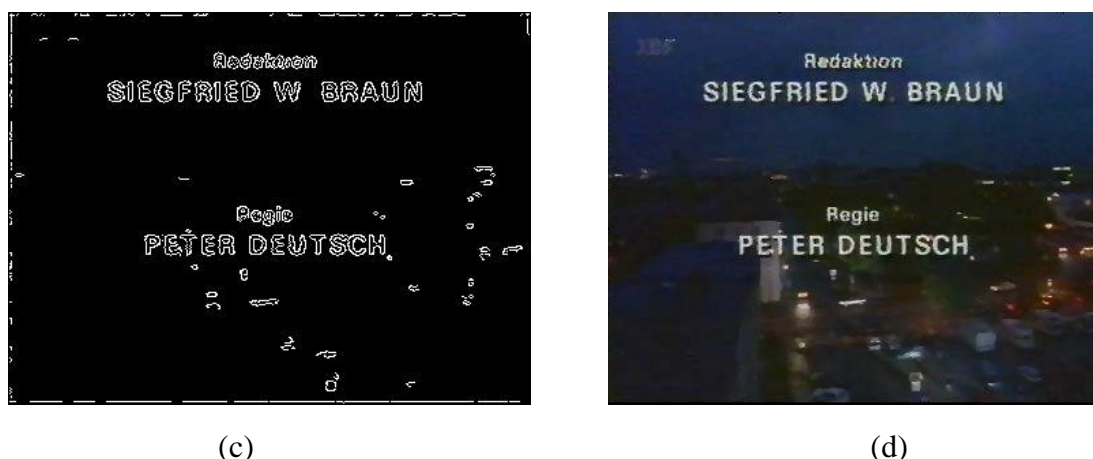 Redaktion
SIEGFRIED W BRAUN
Regie
PETER DEUTSCH
(c)
Redaktion
SIEGFRIED W. BRAUN
Regie
PETER DEUTSCH
(d)